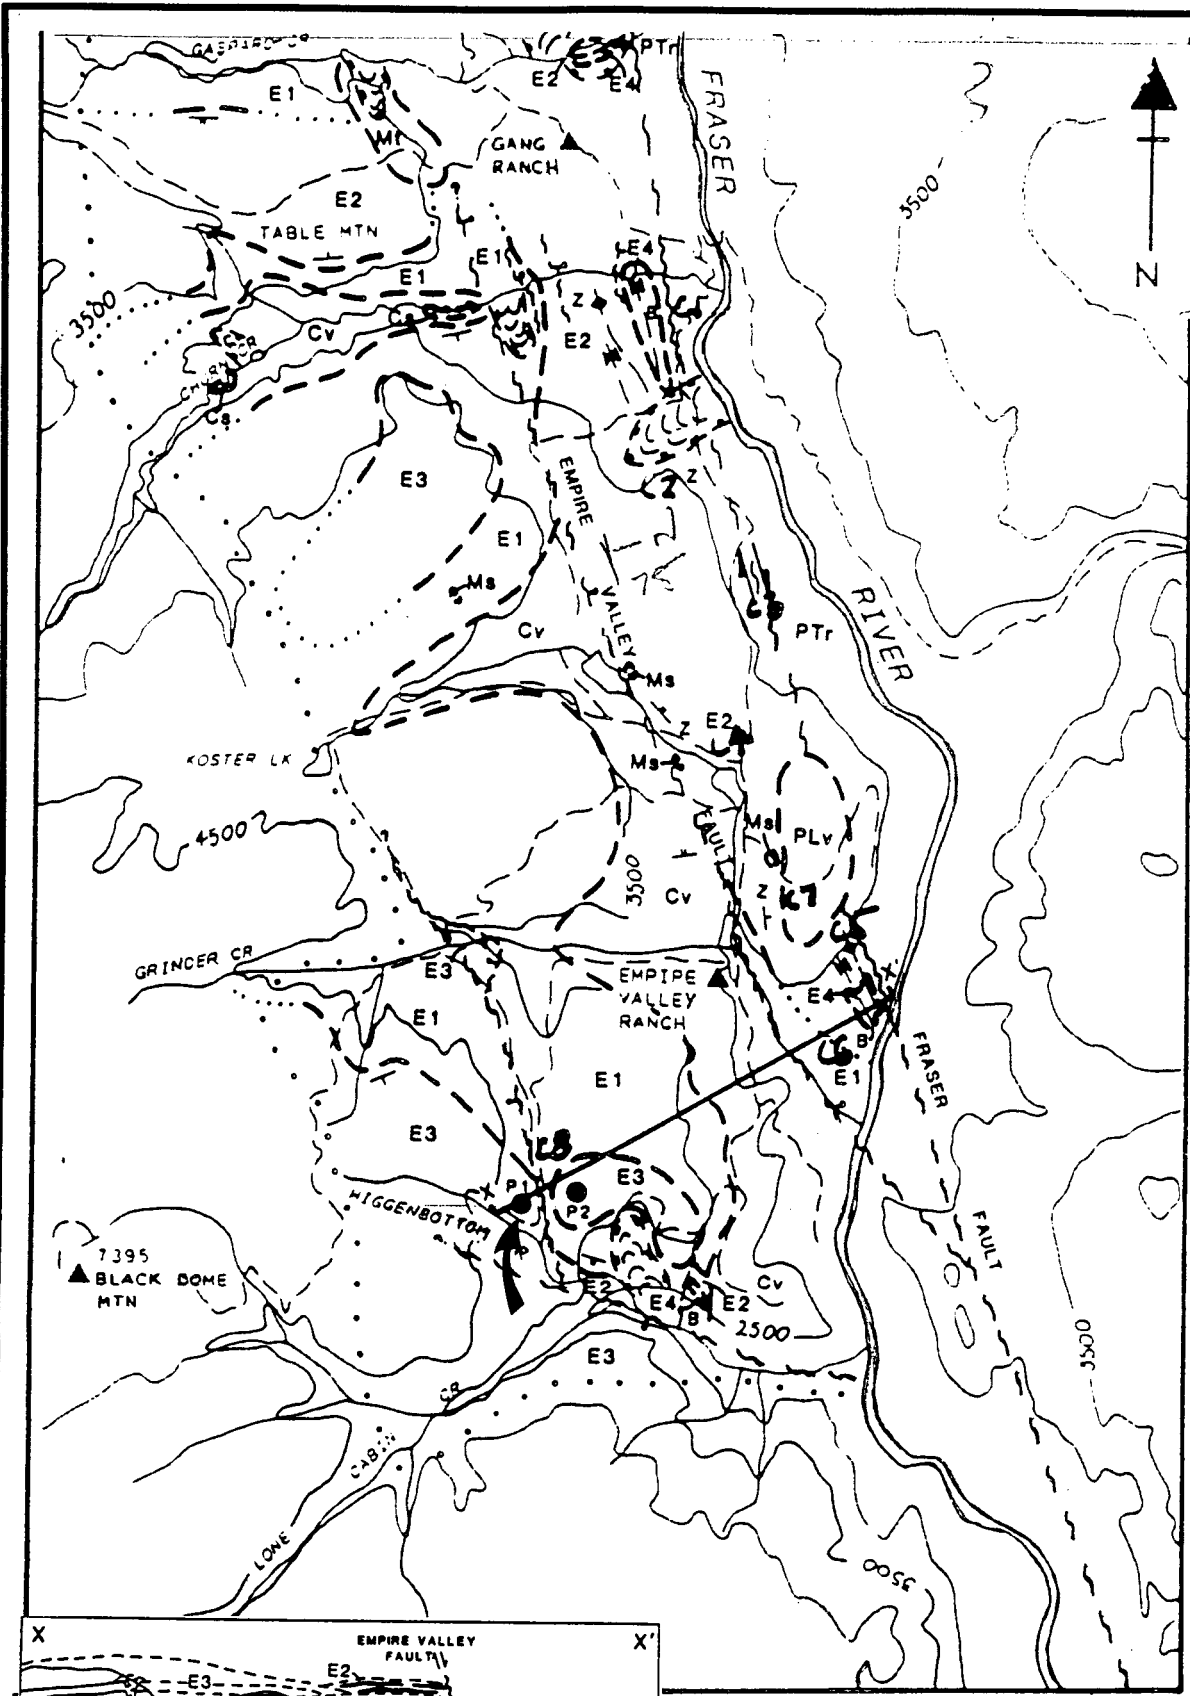 GASPARD CR
E1
E2
E4
PTr
FRASER
RIVER
GANG
RANCH
3500
N
E2
TABLE MTN
E1
E1
E4
Z
E2
3500
Cv
Cs
E3
E1
Ms
EMPIRE
VALLEY
FAULT
Z
Z
PTr
Cv
Ms
Z
E2
KOSTER LK
Ms
4500
Ms
PLv
3500
Cv
Z
GRINDER CR
E3
EMPIRE
VALLEY
RANCH
X'
E4
E1
B
E1
E1
FRASER
FAULT
E3
E3
X
P1
P2
HIGGENBOTTOM
7395
BLACK DOME
MTN
E2
E4
B
E2
Cv
2500
E3
3500
LONE
CABIN
CR
3500
X
EMPIRE VALLEY
FAULT
X'
E3
E2